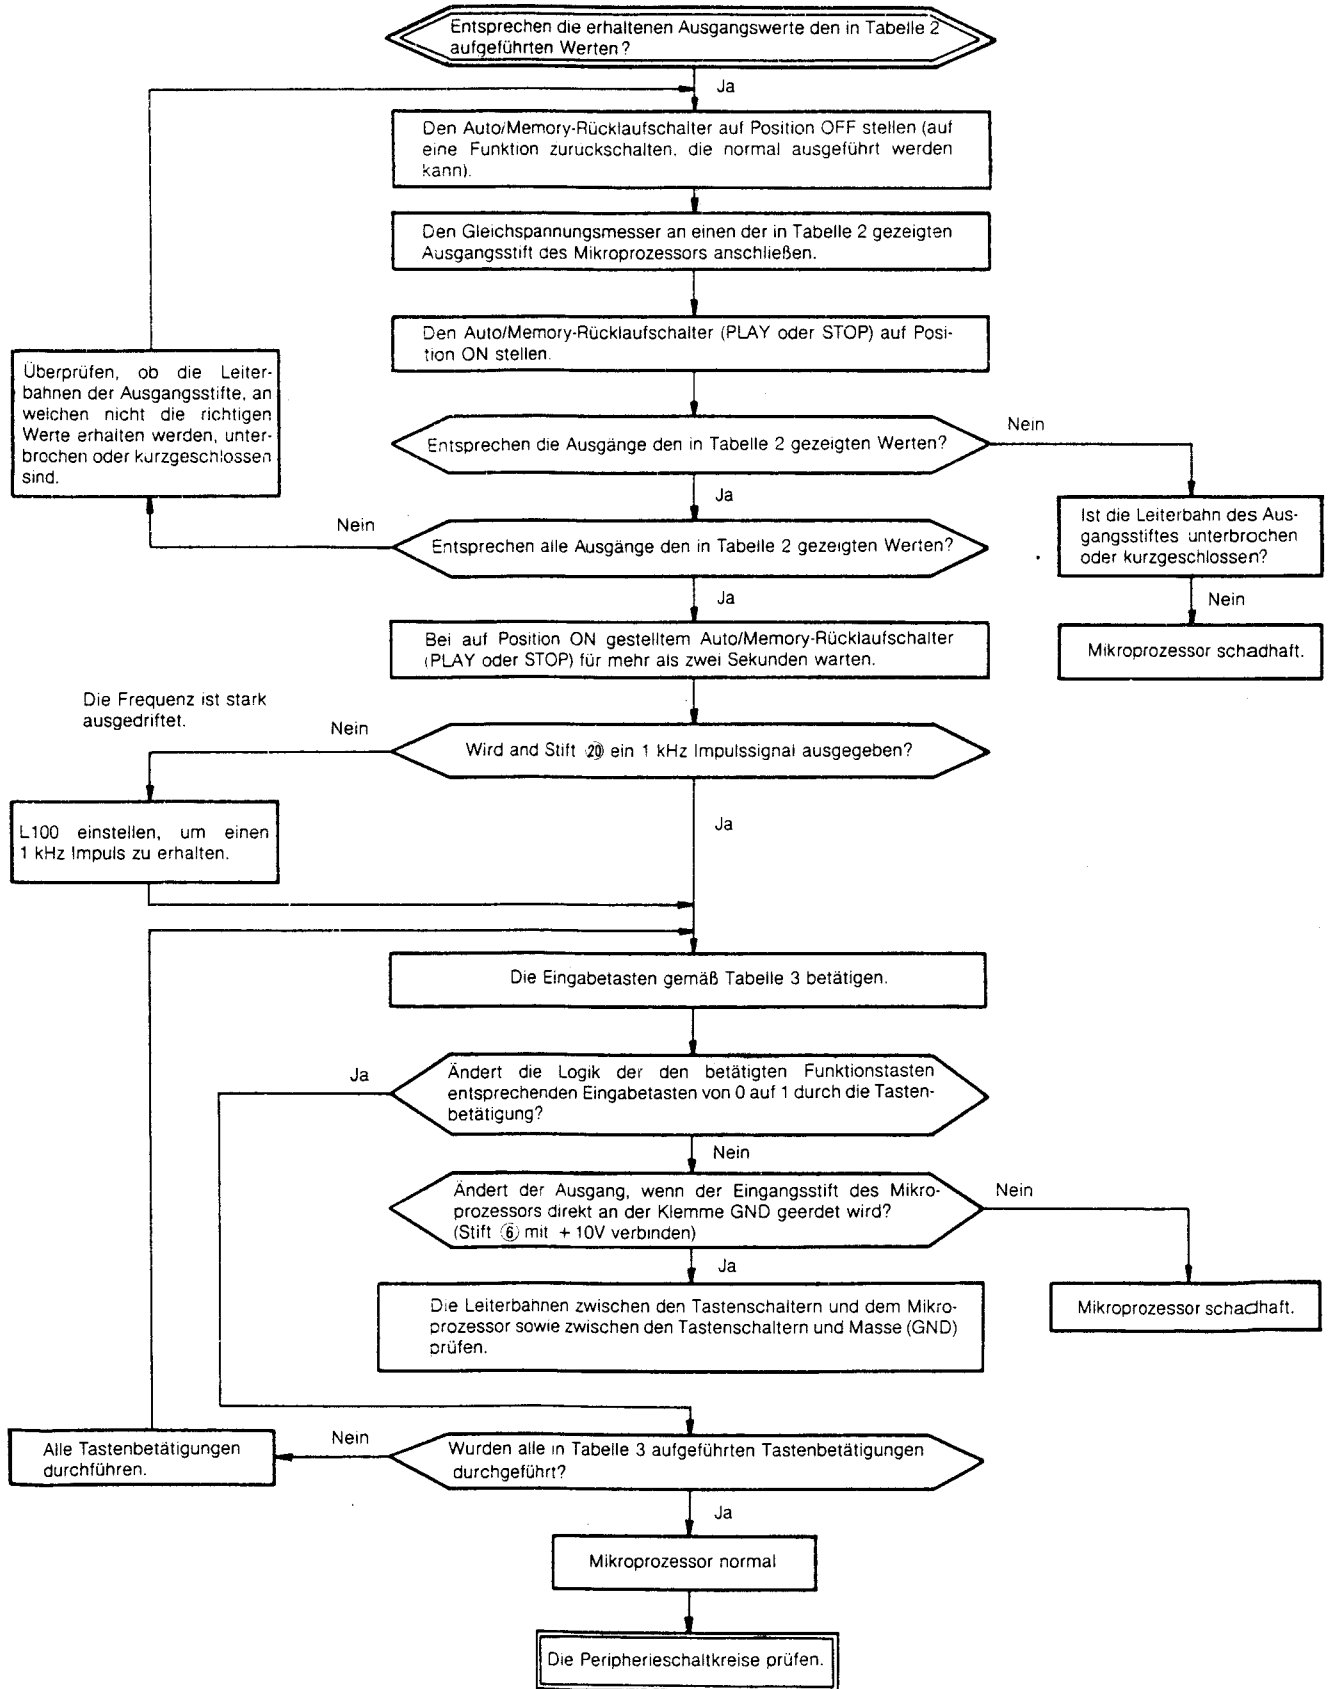 Entsprechen die erhaltenen Ausgangswerte den in Tabelle 2
aufgeführten Werten?
Ja
Den Auto/Memory-Rücklaufschalter auf Position OFF stellen (auf
eine Funktion zuruckschalten, die normal ausgeführt werden
kann).
Den Gleichspannungsmesser an einen der in Tabelle 2 gezeigten
Ausgangsstift des Mikroprozessors anschließen.
Den Auto/Memory-Rücklaufschalter (PLAY oder STOP) auf Posi-
tion ON stellen.
Überprüfen, ob die Leiter-
bahnen der Ausgangsstifte, an
welchen nicht die richtigen
Werte erhalten werden, unter-
brochen oder kurzgeschlossen
sind.
Entsprechen die Ausgänge den in Tabelle 2 gezeigten Werten?
Nein
Ja
Ist die Leiterbahn des Aus-
gangsstiftes unterbrochen
oder kurzgeschlossen?
Nein
Mikroprozessor schadhaft.
Nein
Entsprechen alle Ausgänge den in Tabelle 2 gezeigten Werten?
Ja
Bei auf Position ON gestelltem Auto/Memory-Rücklaufschalter
(PLAY oder STOP) für mehr als zwei Sekunden warten.
Die Frequenz ist stark
ausgedriftet.
Nein
Wird and Stift ⑳ ein 1 kHz Impulssignal ausgegeben?
Ja
L100 einstellen, um einen
1 kHz Impuls zu erhalten.
Die Eingabetasten gemäß Tabelle 3 betätigen.
Ja
Ändert die Logik der den betätigten Funktionstasten
entsprechenden Eingabetasten von 0 auf 1 durch die Tasten-
betätigung?
Nein
Ändert der Ausgang, wenn der Eingangsstift des Mikro-
prozessors direkt an der Klemme GND geerdet wird?
(Stift ⑥ mit + 10V verbinden)
Nein
Ja
Mikroprozessor schadhaft.
Die Leiterbahnen zwischen den Tastenschaltern und dem Mikro-
prozessor sowie zwischen den Tastenschaltern und Masse (GND)
prüfen.
Alle Tastenbetätigungen
durchführen.
Nein
Wurden alle in Tabelle 3 aufgeführten Tastenbetätigungen
durchgeführt?
Ja
Mikroprozessor normal
Die Peripherieschaltkreise prüfen.